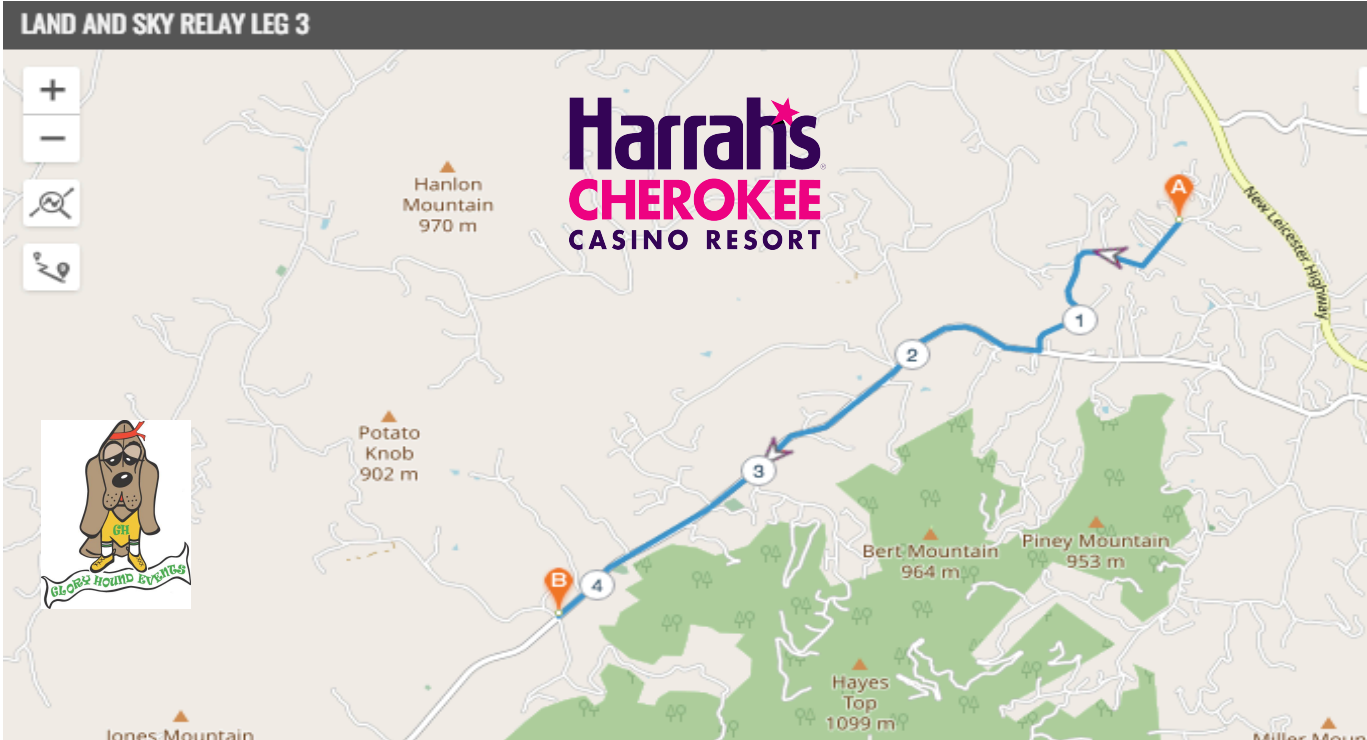 LAND AND SKY RELAY LEG 3
+
−
Harrah's
CHEROKEE
CASINO RESORT
Hanlon
Mountain
970 m
A
New Leicester Highway
1
2
Potato
Knob
902 m
3
GH
GLORY HOUND EVENTS
Bert Mountain
964 m
Piney Mountain
953 m
B
4
Hayes
Top
1099 m
Jones Mountain
Miller Moun